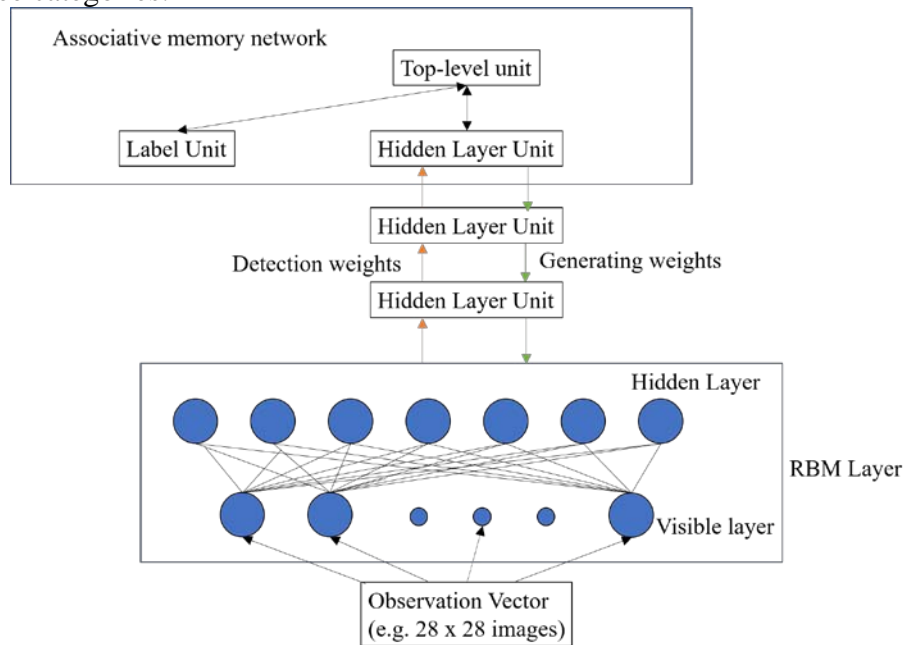 Associative memory network
Top-level unit
Label Unit
Hidden Layer Unit
Hidden Layer Unit
Detection weights
Generating weights
Hidden Layer Unit
Hidden Layer
RBM Layer
Visible layer
Observation Vector
(e.g. 28 x 28 images)